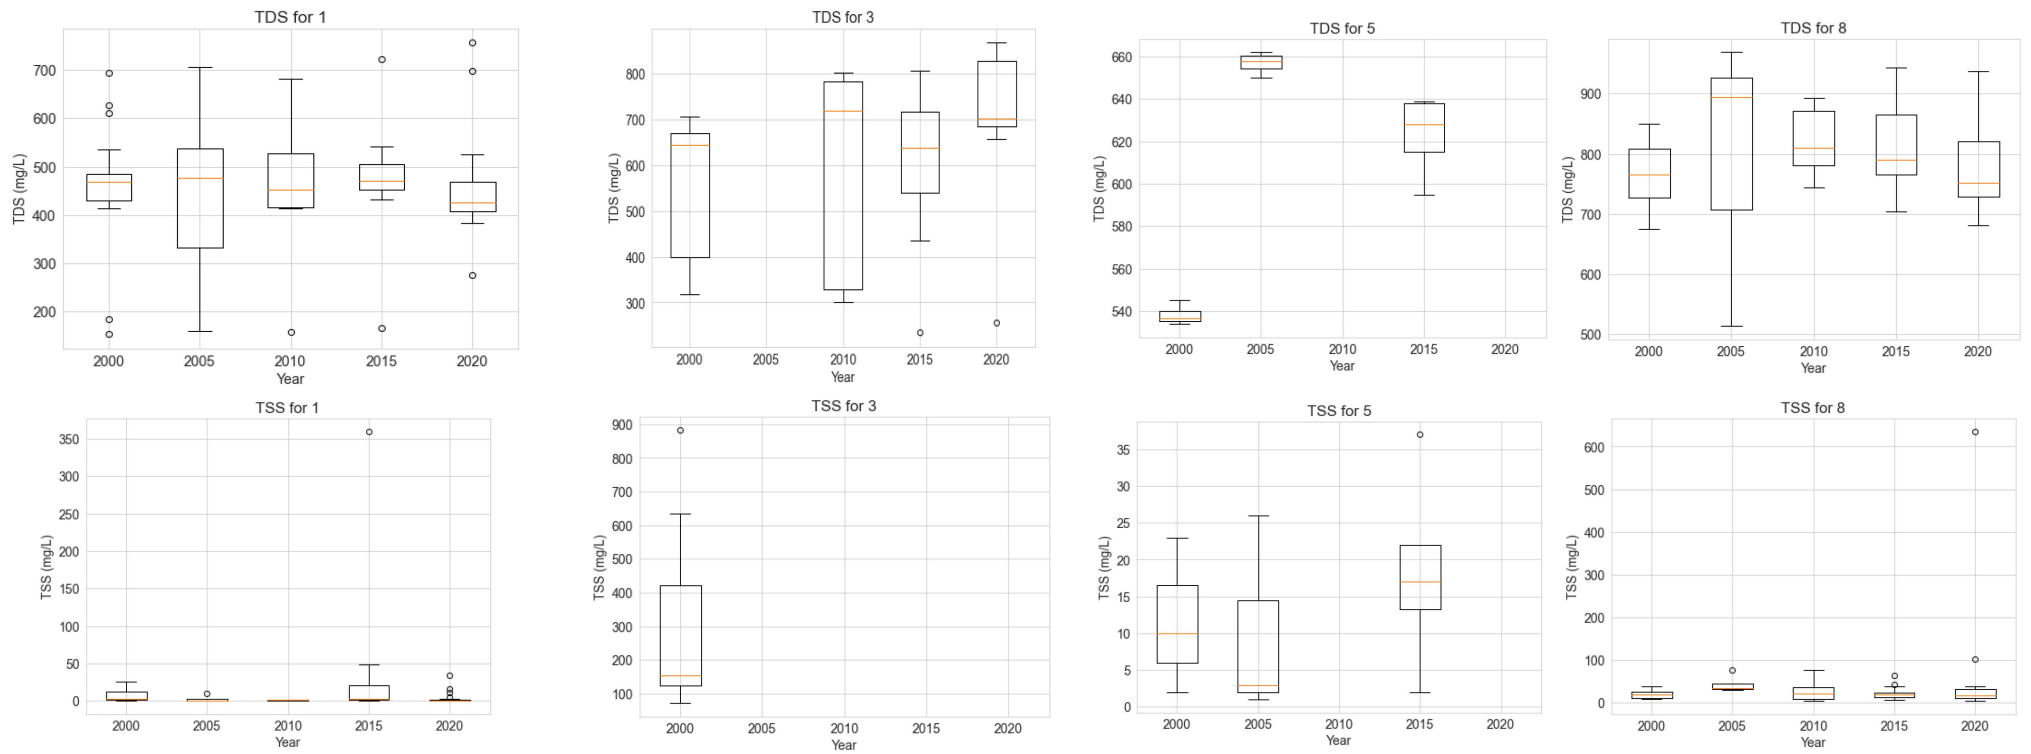 TDS for 1
TDS (mg/L)
700
600
500
400
300
200
2000 2005 2010 2015 2020
Year
TDS for 3
TDS (mg/L)
800
700
600
500
400
300
2000 2005 2010 2015 2020
Year
TDS for 5
TDS (mg/L)
660
640
620
600
580
560
540
2000 2005 2010 2015 2020
Year
TDS for 8
TDS (mg/L)
900
800
700
600
500
2000 2005 2010 2015 2020
Year
TSS for 1
TSS (mg/L)
350
300
250
200
150
100
50
0
2000 2005 2010 2015 2020
Year
TSS for 3
TSS (mg/L)
900
800
700
600
500
400
300
200
100
2000 2005 2010 2015 2020
Year
TSS for 5
TSS (mg/L)
35
30
25
20
15
10
5
0
2000 2005 2010 2015 2020
Year
TSS for 8
TSS (mg/L)
600
500
400
300
200
100
0
2000 2005 2010 2015 2020
Year